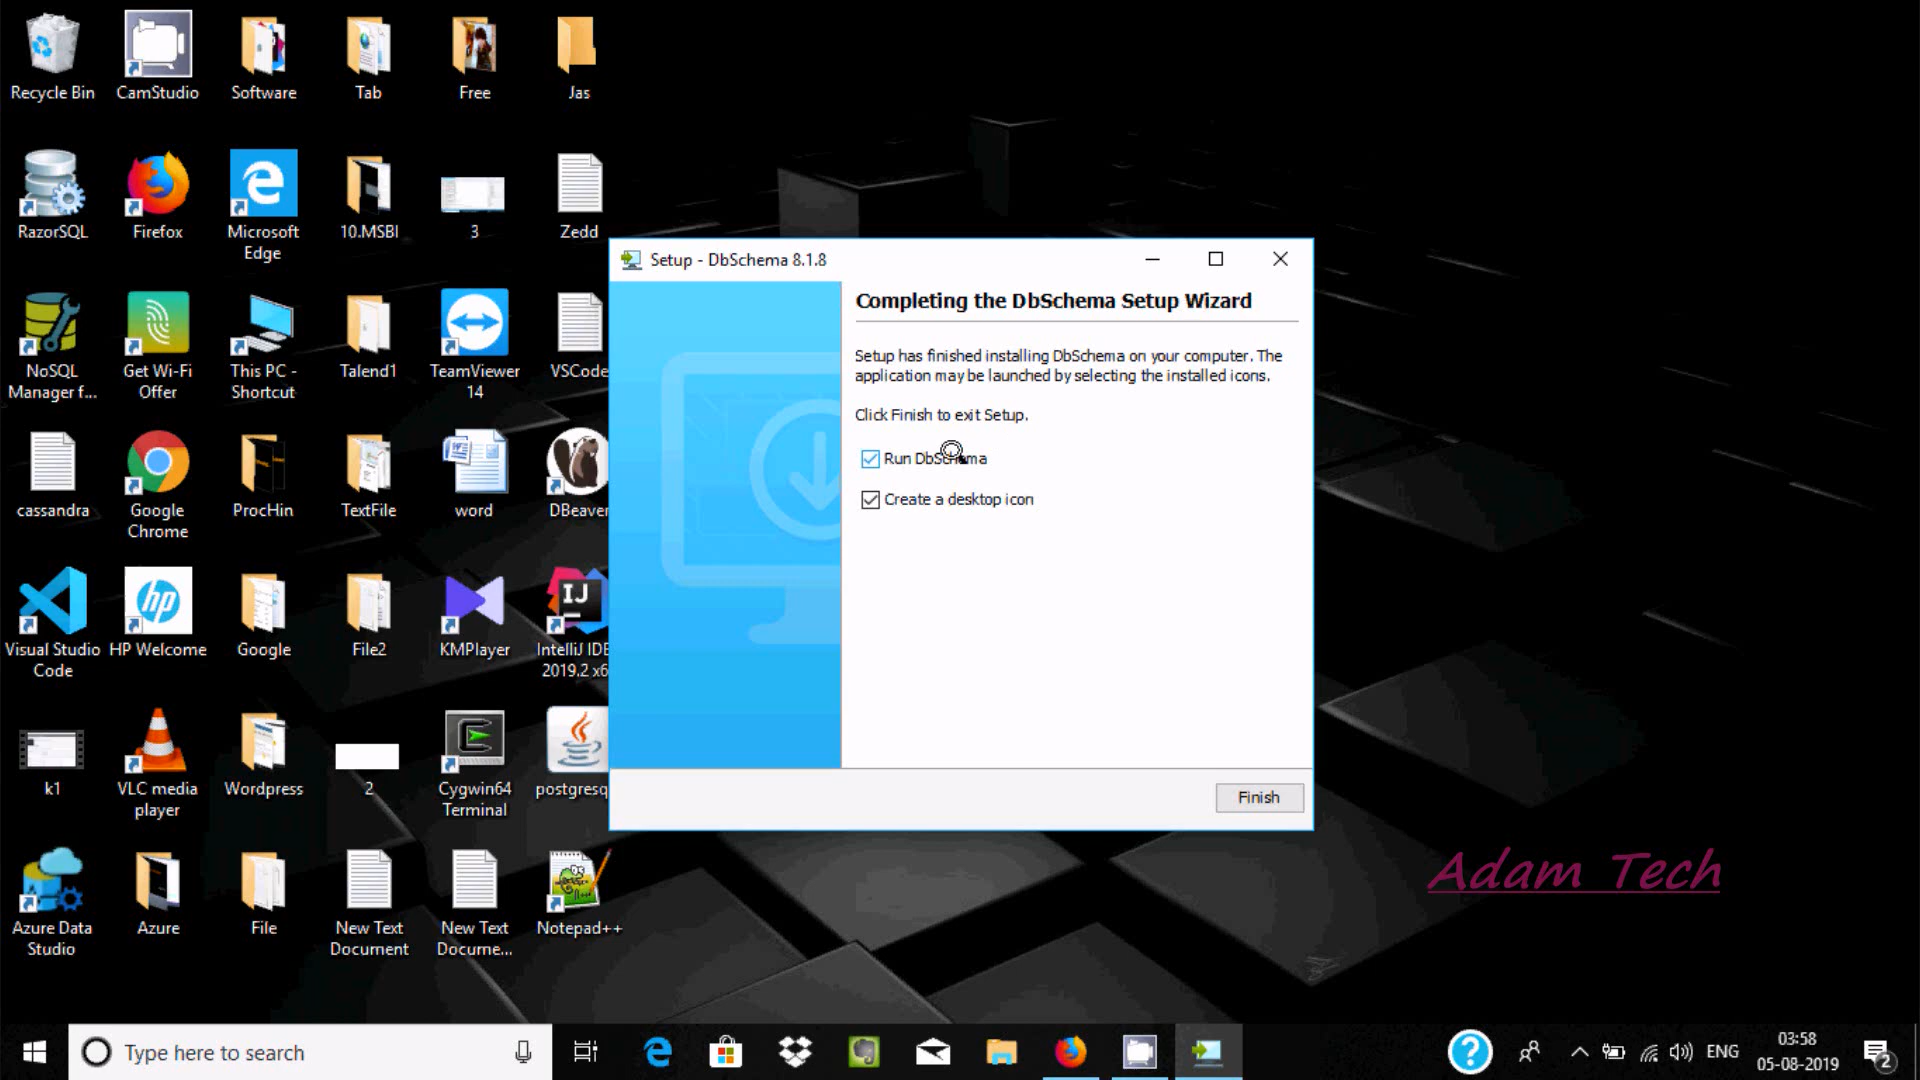 Recycle Bin
CamStudio
Software
Tab
Free
Jas
RazorSQL
Firefox
Microsoft
Edge
10.MSBI
3
Zedd
NoSQL
Manager f...
Get Wi-Fi
Offer
This PC -
Shortcut
Talend1
TeamViewer
14
VSCode
cassandra
Google
Chrome
ProcHin
TextFile
word
DBeaver
Visual Studio
Code
HP Welcome
Google
File2
KMPlayer
IntelliJ IDE
2019.2 x6
k1
VLC media
player
Wordpress
2
Cygwin64
Terminal
postgresq
Azure Data
Studio
Azure
File
New Text
Document
New Text
Docume...
Notepad++
Setup - DbSchema 8.1.8
Completing the DbSchema Setup Wizard
Setup has finished installing DbSchema on your computer. The
application may be launched by selecting the installed icons.
Click Finish to exit Setup.
Run DbSchema
Create a desktop icon
Finish
Adam Tech
Type here to search
ENG
03:58
05-08-2019
2
hp
IJ